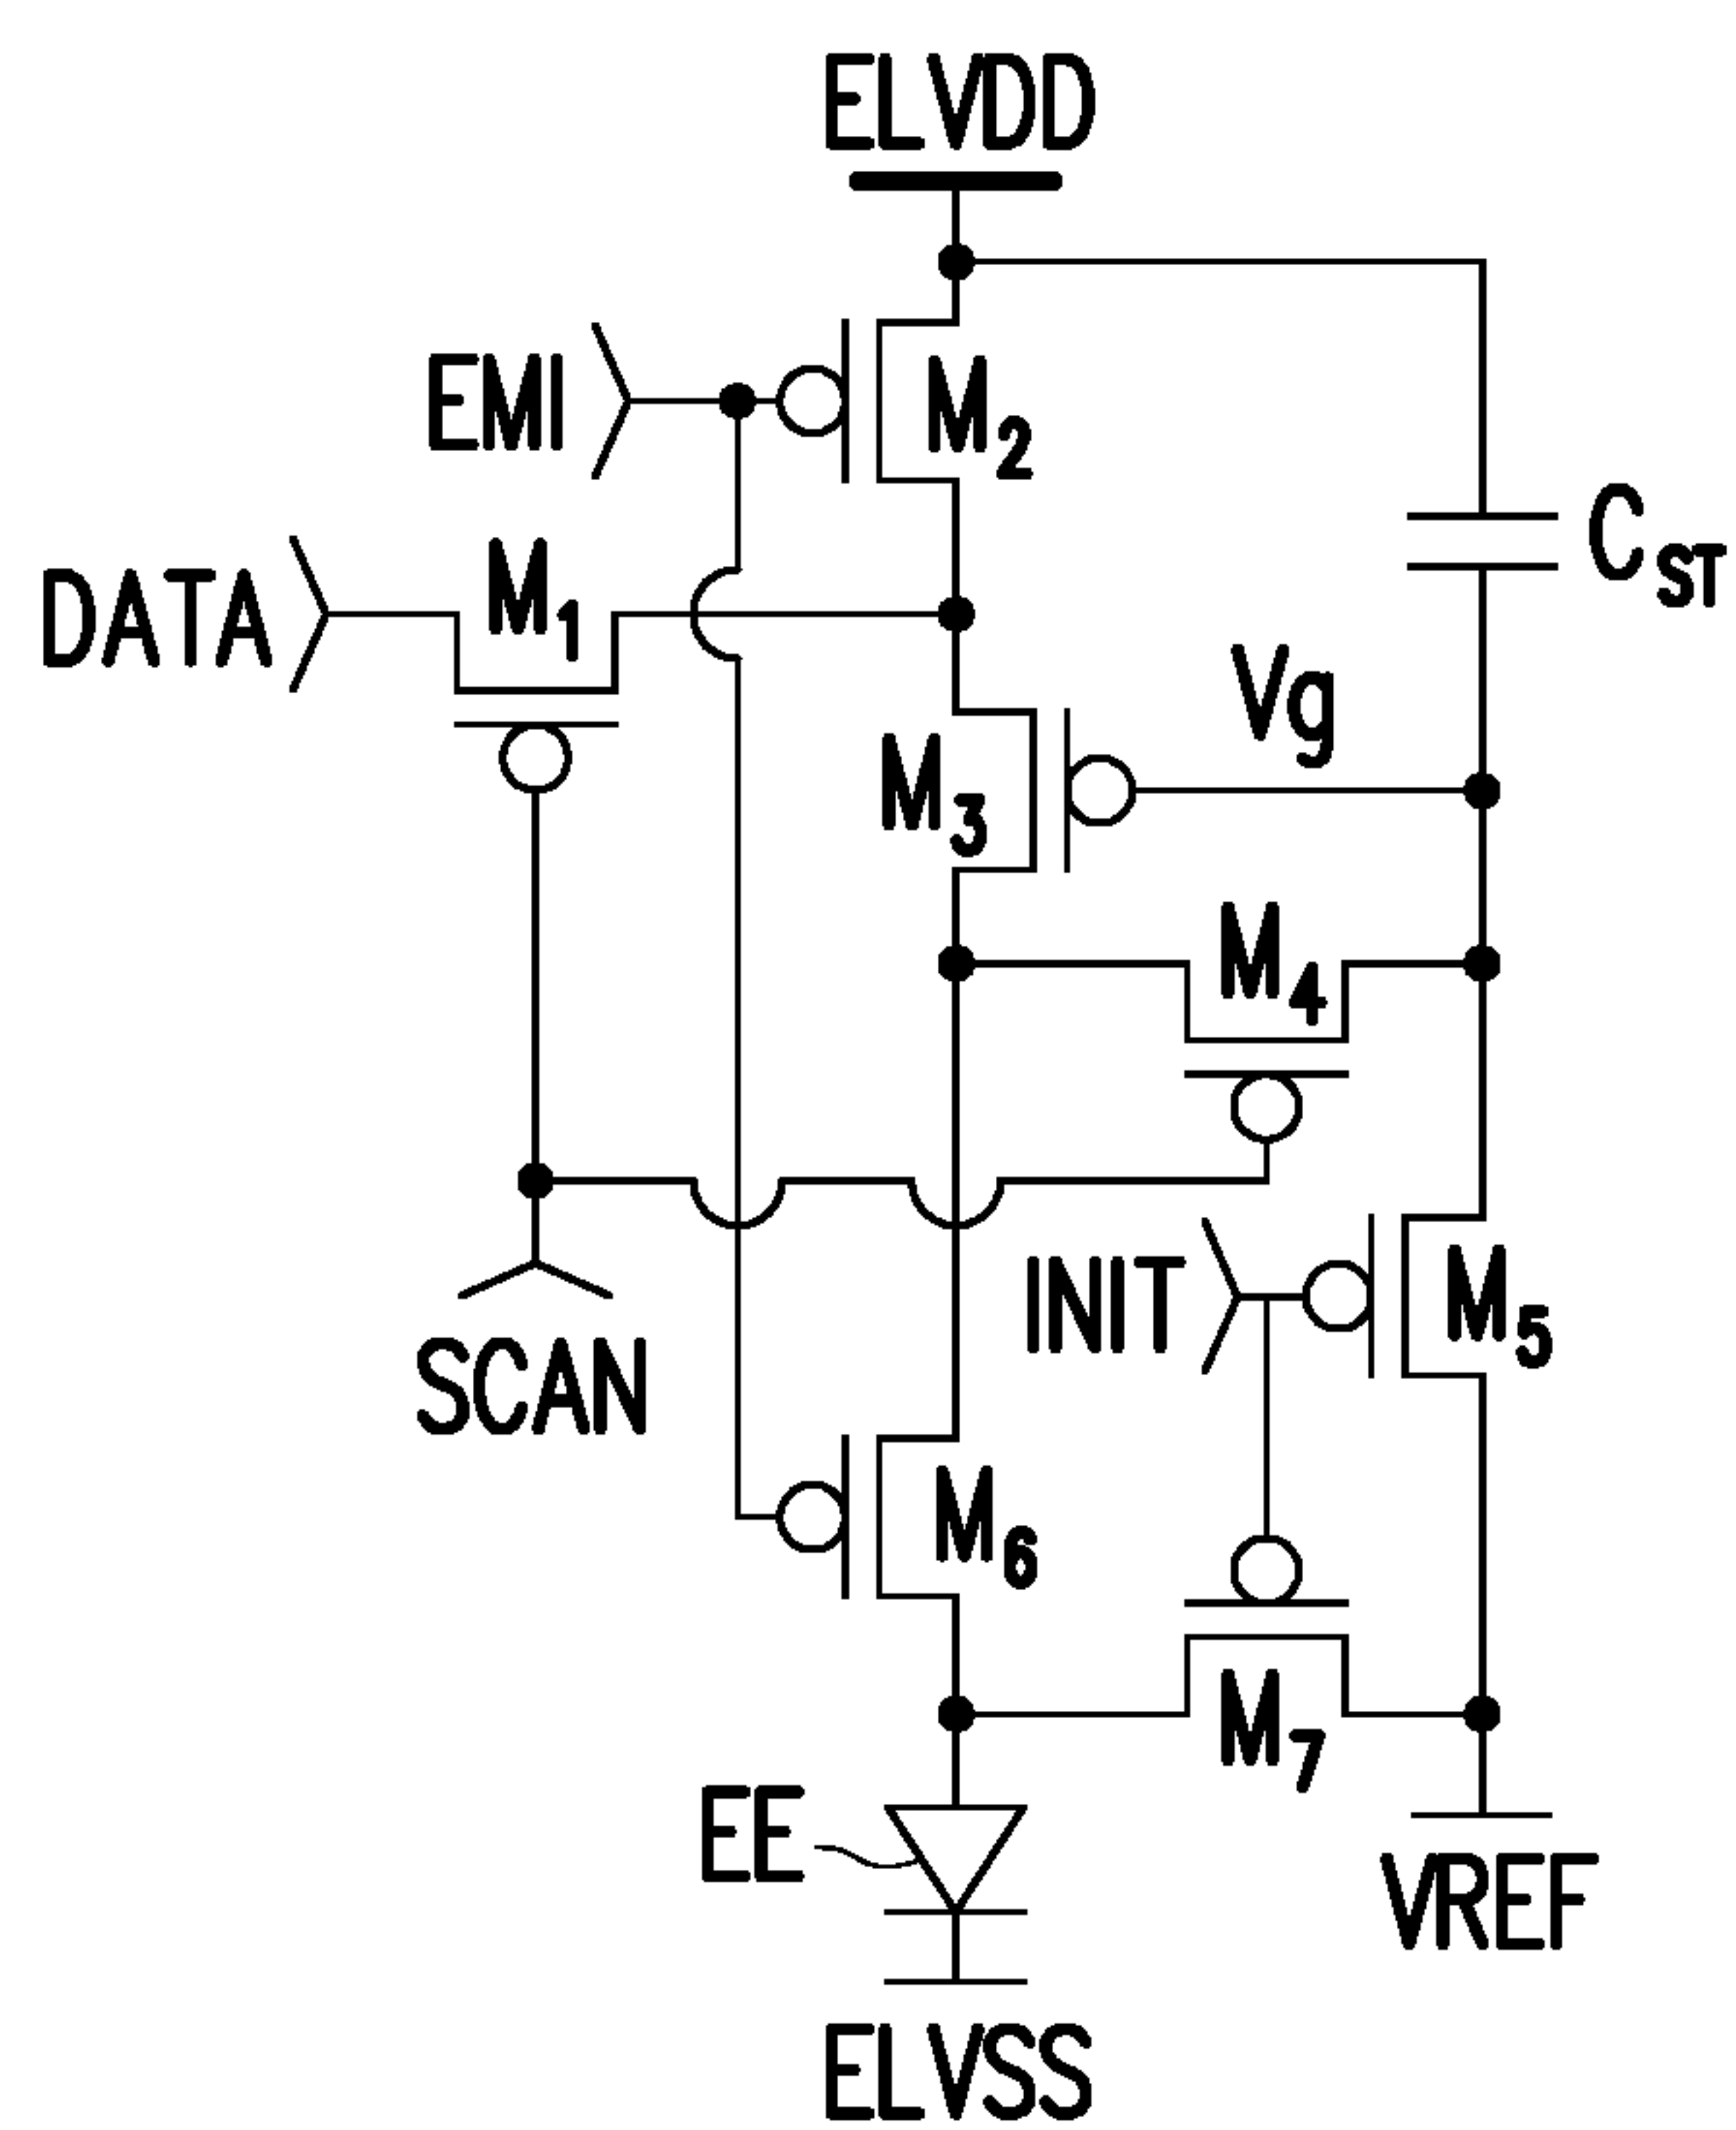 ELVDD
EMI
M2
CST
DATA
M1
Vg
M3
M4
INIT
M5
SCAN
M6
M7
EE
VREF
ELVSS